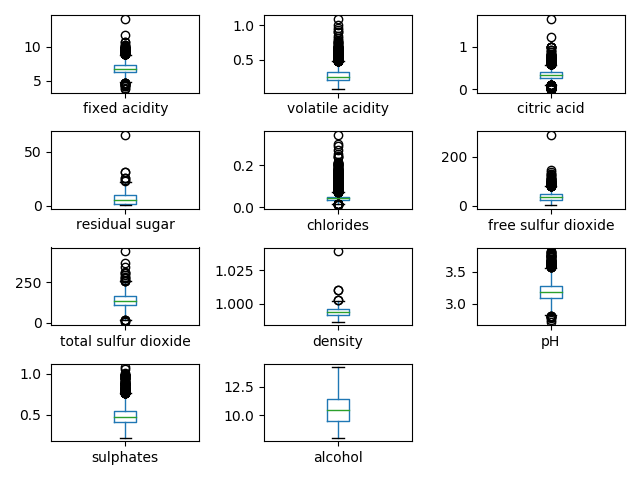 10
5
fixed acidity
1.0
0.5
volatile acidity
1
0
citric acid
50
0
residual sugar
0.2
0.0
chlorides
200
0
free sulfur dioxide
250
0
total sulfur dioxide
1.025
1.000
density
3.5
3.0
pH
1.0
0.5
sulphates
12.5
10.0
alcohol